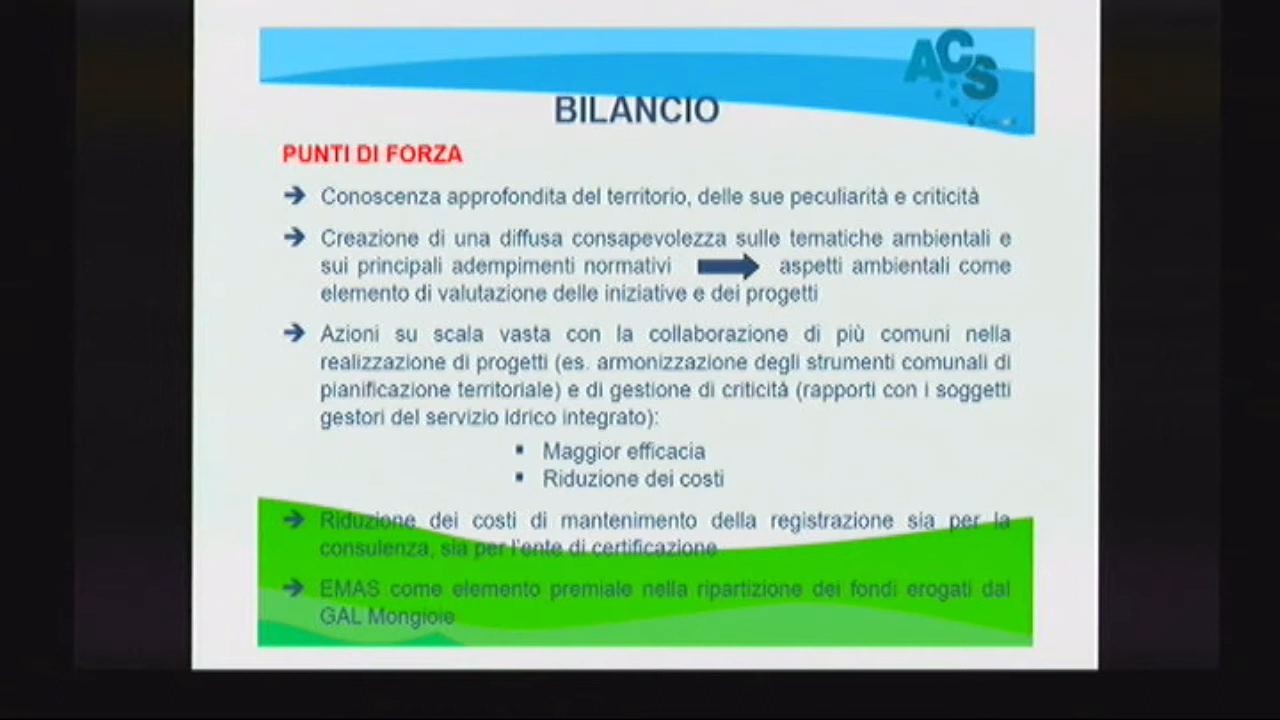 ACS
BILANCIO
PUNTI DI FORZA
➔ Conoscenza approfondita del territorio, delle sue peculiarità e criticità
➔ Creazione di una diffusa consapevolezza sulle tematiche ambientali e
sui principali adempimenti normativi ➡ aspetti ambientali come
elemento di valutazione delle iniziative e dei progetti
➔ Azioni su scala vasta con la collaborazione di più comuni nella
realizzazione di progetti (es. armonizzazione degli strumenti comunali di
pianificazione territoriale) e di gestione di criticità (rapporti con i soggetti
gestori del servizio idrico integrato):
▪ Maggior efficacia
▪ Riduzione dei costi
➔ Riduzione dei costi di mantenimento della registrazione sia per la
consulenza, sia per l'ente di certificazione
➔ EMAS come elemento premiale nella ripartizione dei fondi erogati dal
GAL Mongioie